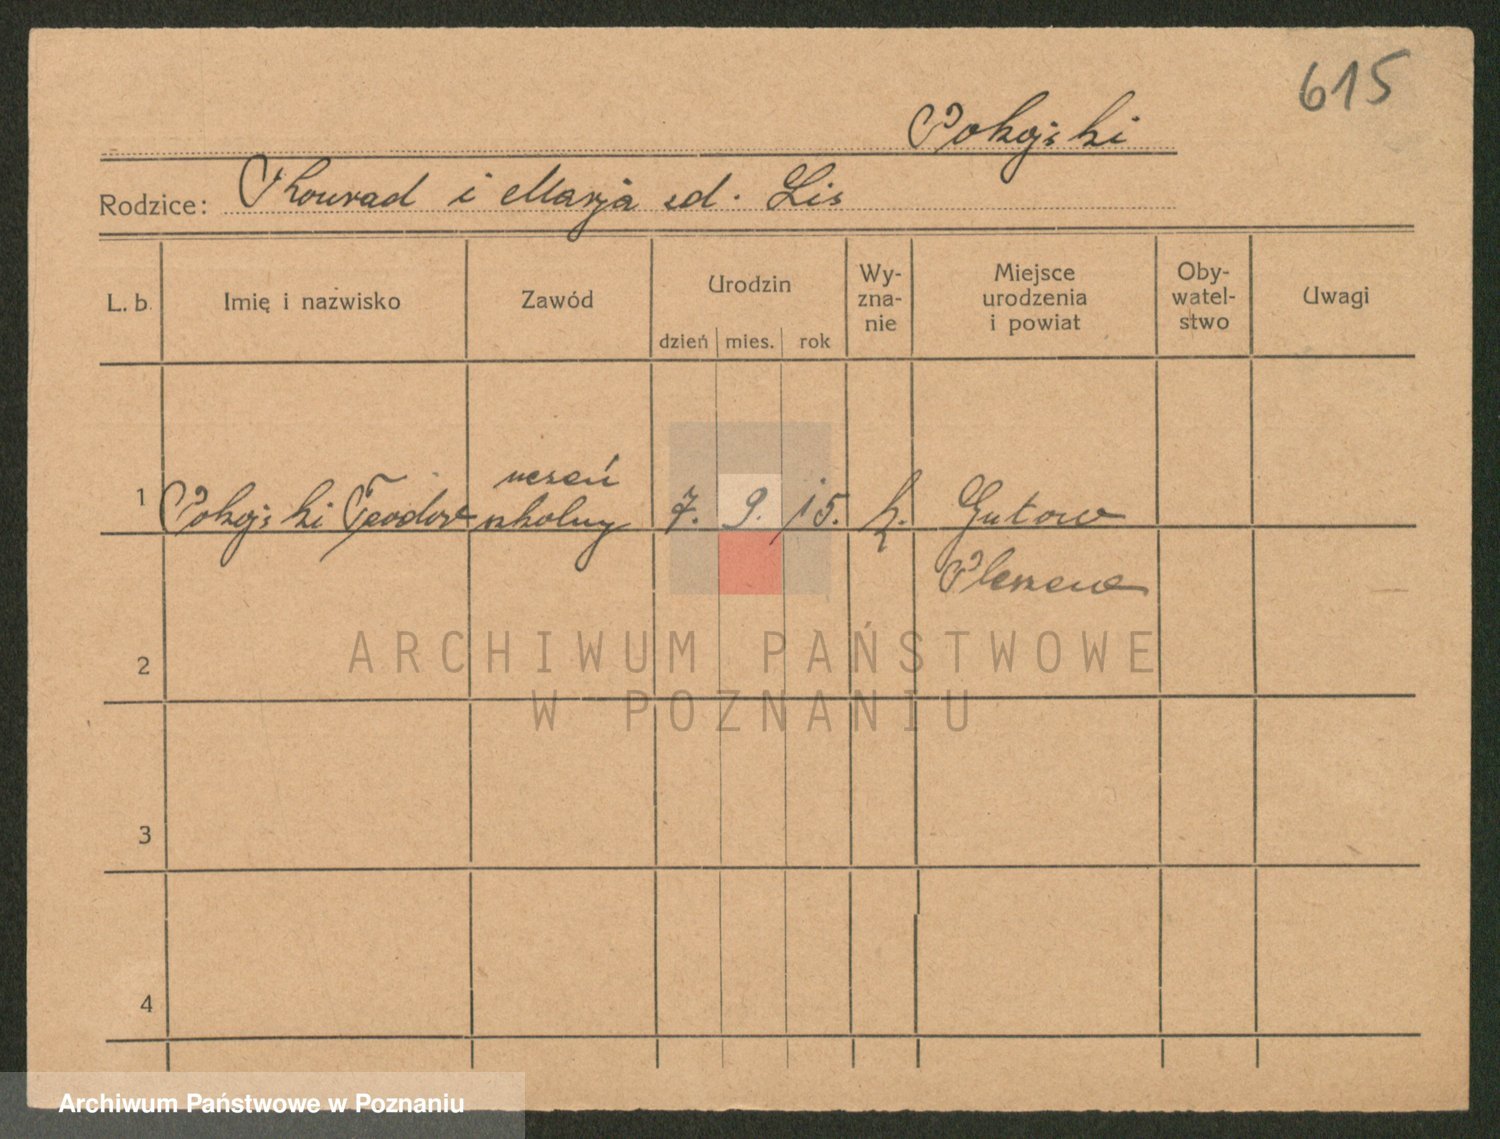 615
Pokojski
Rodzice: Konrad i Marja zd. Lis
L. b. Imię i nazwisko Zawód Urodzin dzień mies. rok Wy- zna- nie Miejsce urodzenia i powiat Oby- watel- stwo Uwagi
1 Pokojski Teodor uczeń szkolny 7. 9. 15. k. Gutow
Pleszew
2
3
4
ARCHIWUM PAŃSTWOWE
W POZNANIU
Archiwum Państwowe w Poznaniu